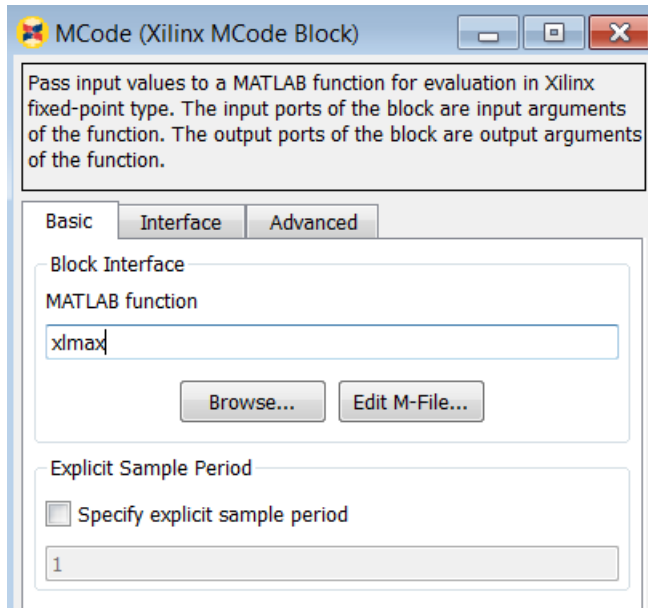 MCode (Xilinx MCode Block)
Pass input values to a MATLAB function for evaluation in Xilinx
fixed-point type. The input ports of the block are input arguments
of the function. The output ports of the block are output arguments
of the function.
Basic Interface Advanced
Block Interface
MATLAB function
xlmax
Browse... Edit M-File...
Explicit Sample Period
Specify explicit sample period
1